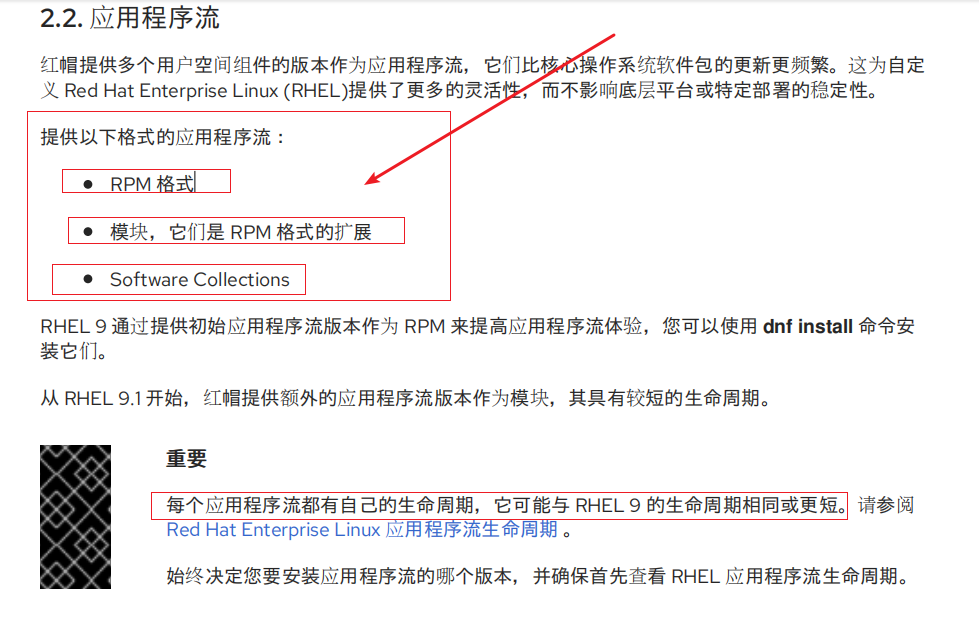 2.2. 应用程序流
红帽提供多个用户空间组件的版本作为应用程序流，它们比核心操作系统软件包的更新更频繁。这为自定
义 Red Hat Enterprise Linux (RHEL)提供了更多的灵活性，而不影响底层平台或特定部署的稳定性。
提供以下格式的应用程序流：
● RPM 格式
● 模块，它们是 RPM 格式的扩展
● Software Collections
RHEL 9 通过提供初始应用程序流版本作为 RPM 来提高应用程序流体验，您可以使用 dnf install 命令安
装它们。
从 RHEL 9.1 开始，红帽提供额外的应用程序流版本作为模块，其具有较短的生命周期。
重要
每个应用程序流都有自己的生命周期，它可能与 RHEL 9 的生命周期相同或更短。请参阅
Red Hat Enterprise Linux 应用程序流生命周期 。
始终决定您要安装应用程序流的哪个版本，并确保首先查看 RHEL 应用程序流生命周期。